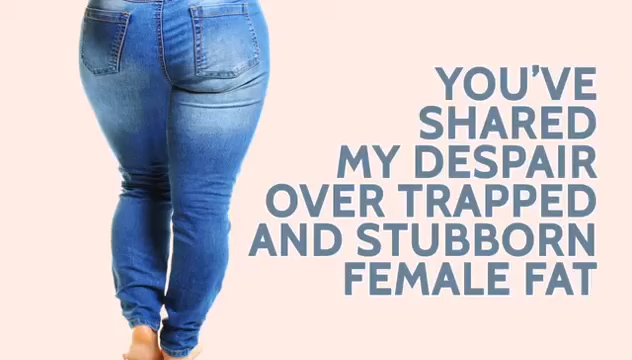 YOU'VE
SHARED
MY DESPAIR
OVER TRAPPED
AND STUBBORN
FEMALE FAT